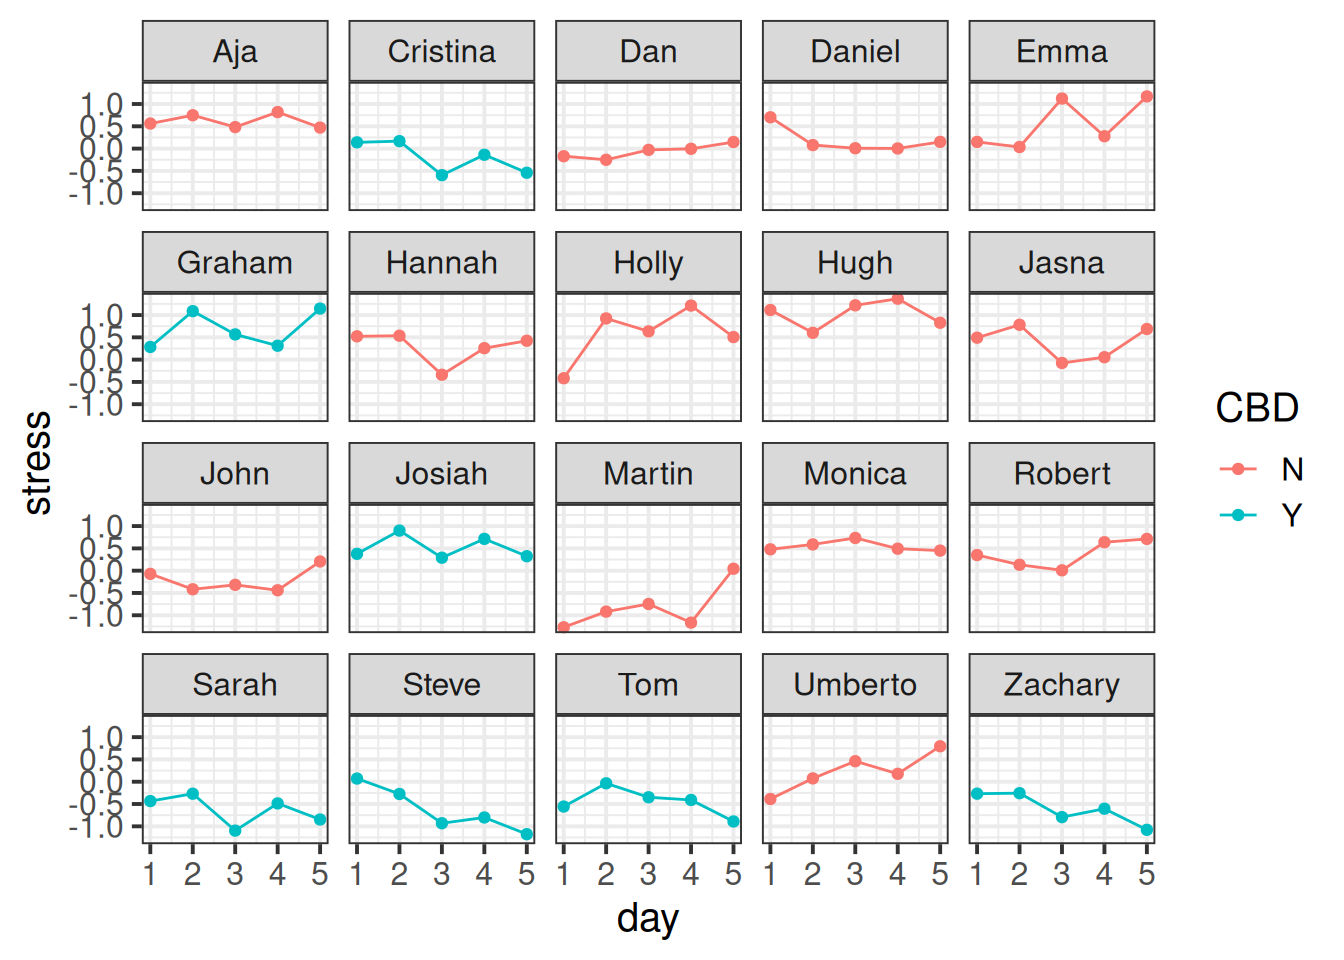 Aja Cristina Dan Daniel Emma
1.0
0.5
0.0
-0.5
-1.0
Graham Hannah Holly Hugh Jasna
1.0
0.5
0.0
-0.5
-1.0
John Josiah Martin Monica Robert
1.0
0.5
0.0
-0.5
-1.0
Sarah Steve Tom Umberto Zachary
1.0
0.5
0.0
-0.5
-1.0
1 2 3 4 5 1 2 3 4 5 1 2 3 4 5 1 2 3 4 5 1 2 3 4 5
day
stress
CBD
N
Y